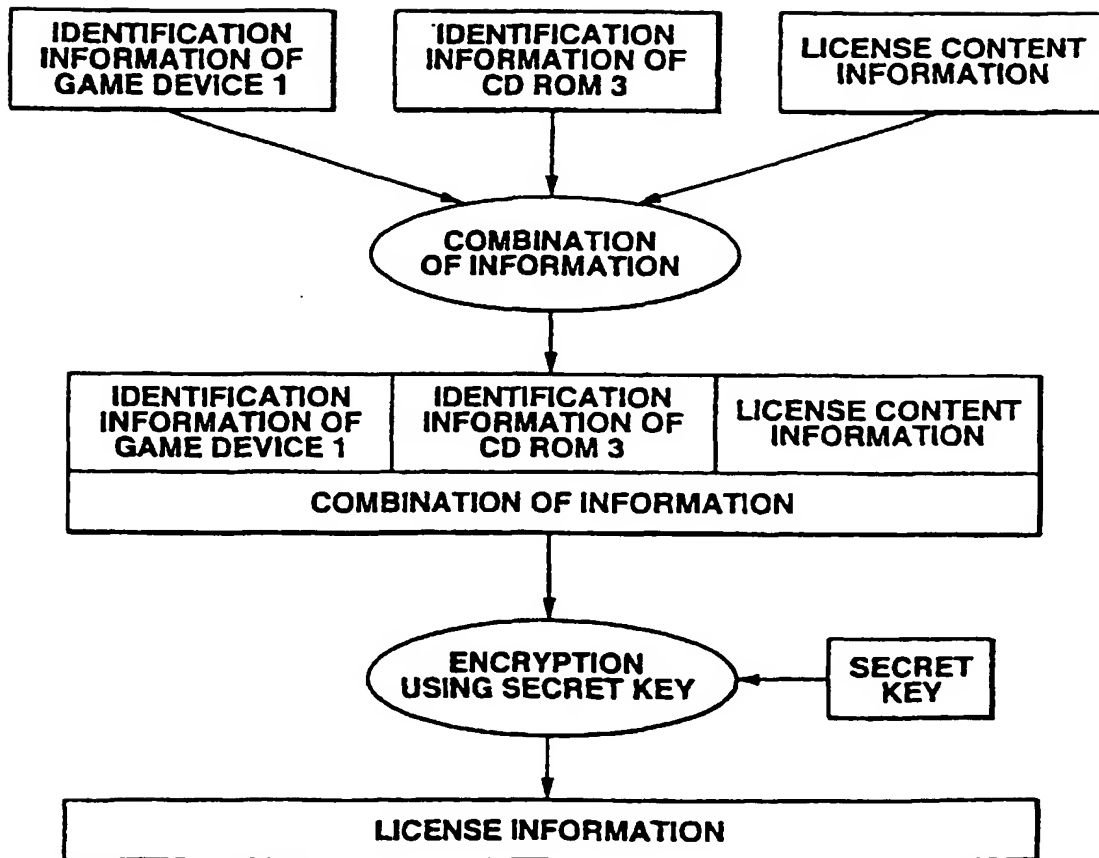 IDENTIFICATION
INFORMATION OF
GAME DEVICE 1
IDENTIFICATION
INFORMATION OF
CD ROM 3
LICENSE CONTENT
INFORMATION
COMBINATION
OF INFORMATION
IDENTIFICATION
INFORMATION OF
GAME DEVICE 1
IDENTIFICATION
INFORMATION OF
CD ROM 3
LICENSE CONTENT
INFORMATION
COMBINATION OF INFORMATION
ENCRYPTION
USING SECRET KEY
SECRET
KEY
LICENSE INFORMATION